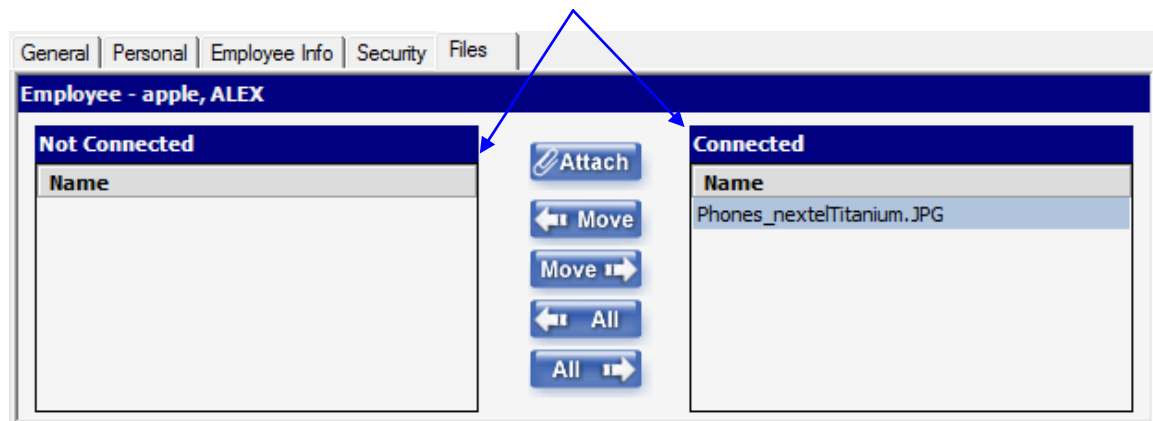 General Personal Employee Info Security Files
Employee - apple, ALEX
Not Connected
Name
Attach
Move
Move
All
All
Connected
Name
Phones_nextelTitanium.JPG